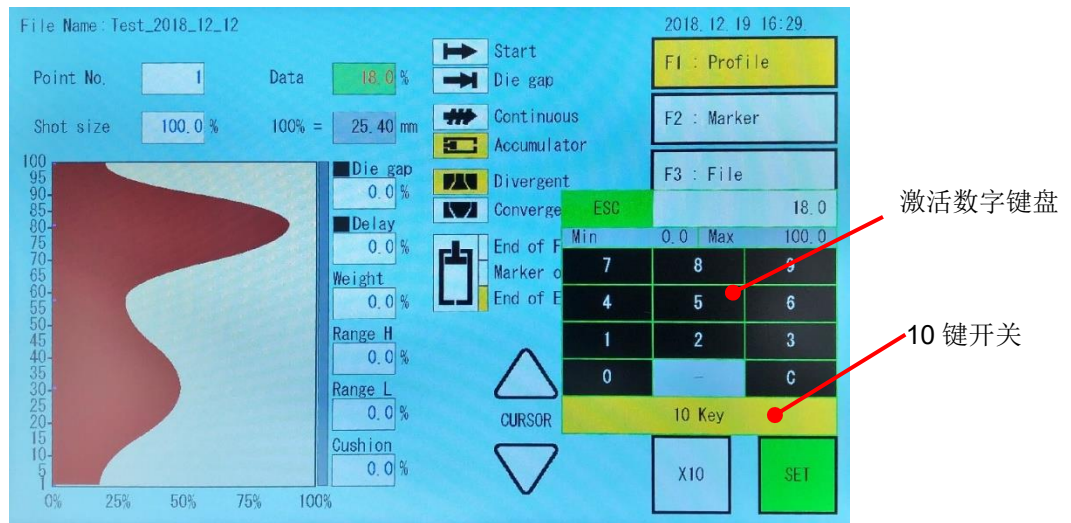 File Name : Test_2018_12_12
2018. 12. 19 16:29.
Point No. 1 Data 18.0 %
Shot size 100.0 % 100% = 25.40 mm
Start
Die gap
Continuous
Accumulator
Divergent
Converge
End of F
Marker o
End of E
F1 : Profile
F2 : Marker
F3 : File
100
95
90
85
80
75
70
65
60
55
50
45
40
35
30
25
20
15
10
5
1
0% 25% 50% 75% 100%
Die gap
0.0 %
Delay
0.0 %
Weight
0.0 %
Range H
0.0 %
Range L
0.0 %
Cushion
0.0 %
CURSOR
ESC 18.0
Min 0.0 Max 100.0
7 8 9
4 5 6
1 2 3
0 - C
10 Key
X10 SET
激活数字键盘
10 键开关